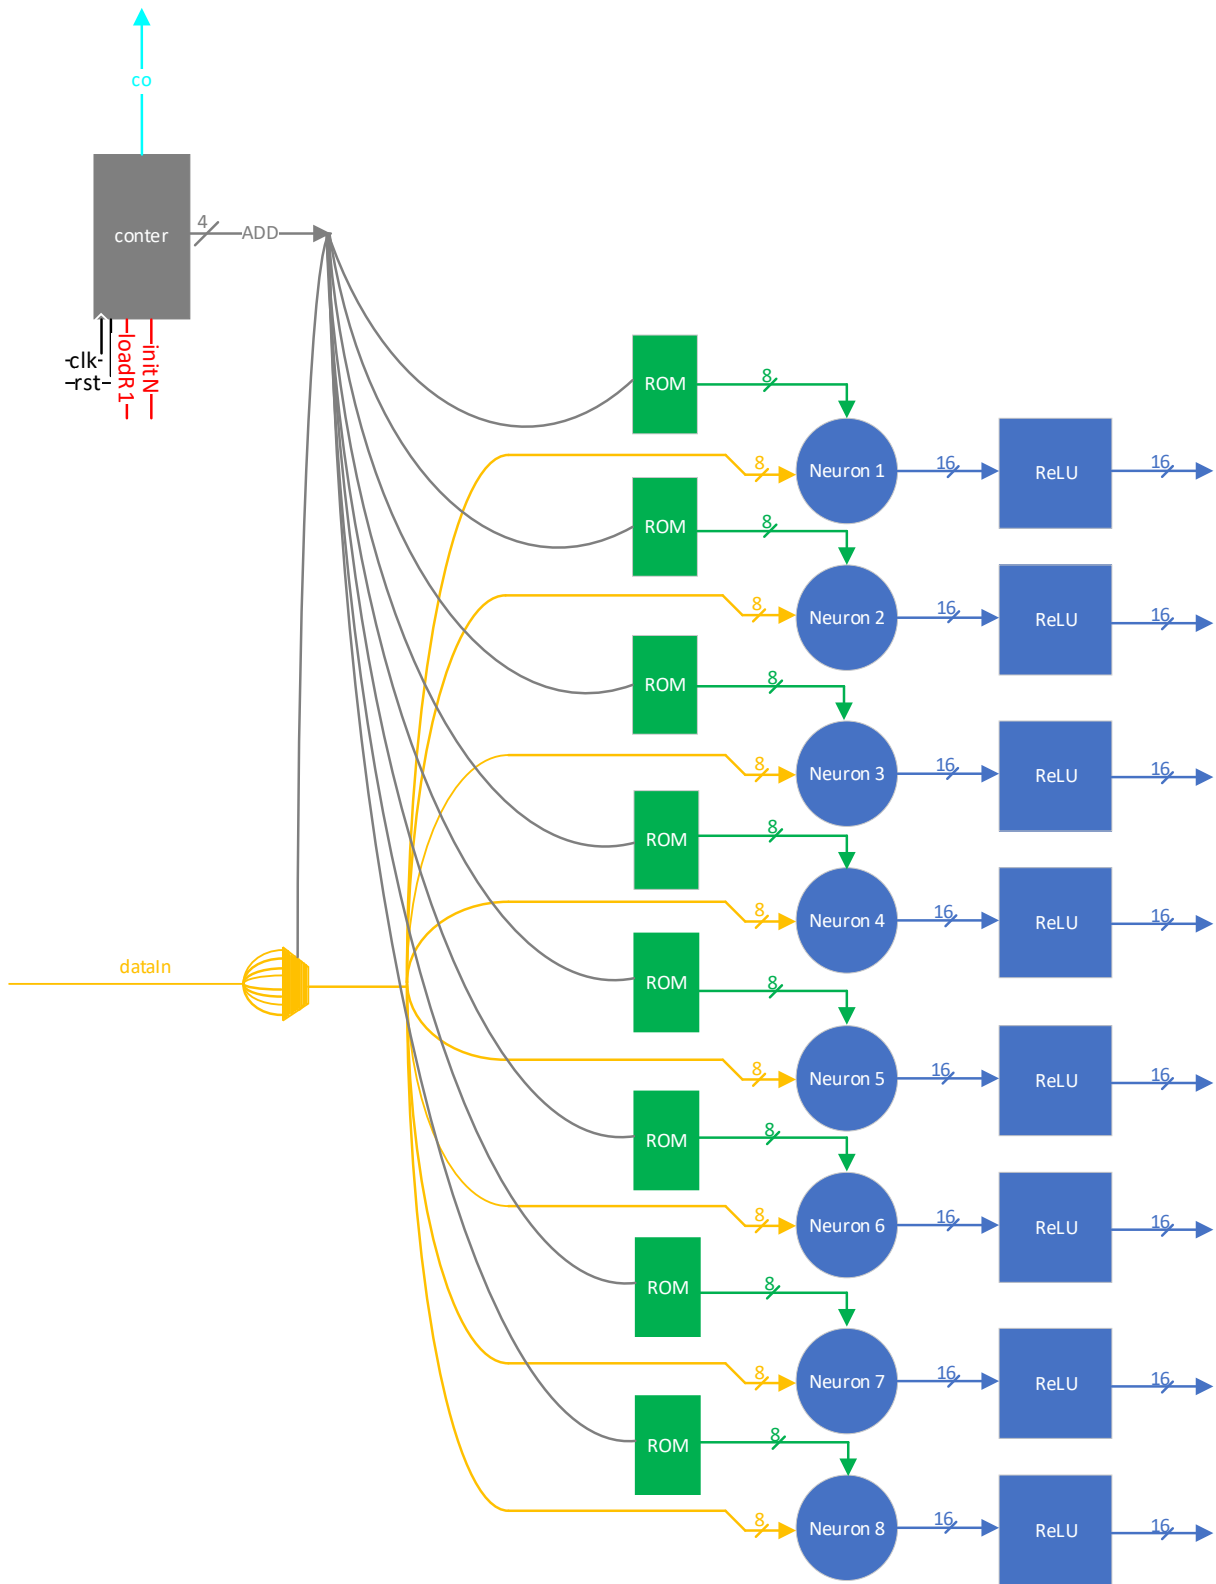 co
4
ADD
conter
clk
rst
loadR1
initN
ROM
8
8
Neuron 1
16
ReLU
16
ROM
8
8
Neuron 2
16
ReLU
16
ROM
8
8
Neuron 3
16
ReLU
16
ROM
8
8
Neuron 4
16
ReLU
16
dataIn
ROM
8
8
Neuron 5
16
ReLU
16
ROM
8
8
Neuron 6
16
ReLU
16
ROM
8
8
Neuron 7
16
ReLU
16
ROM
8
8
Neuron 8
16
ReLU
16